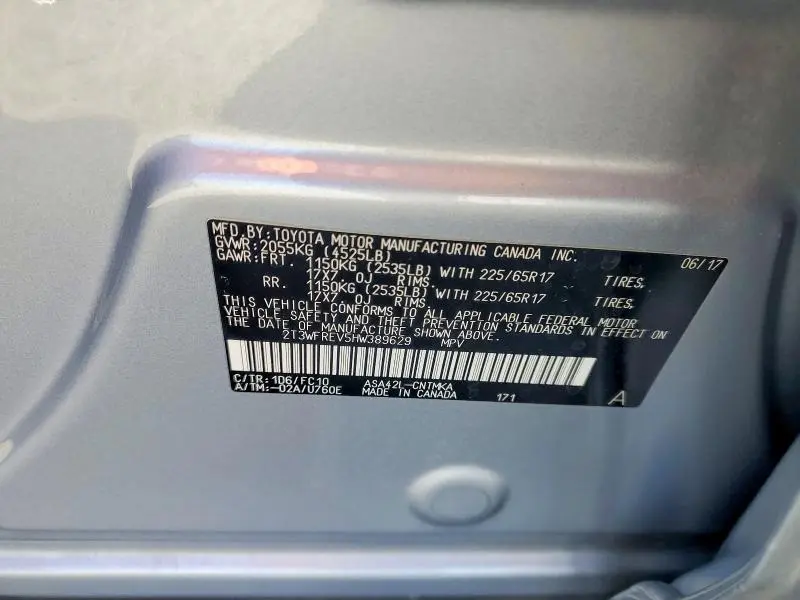 MFD.BY:TOYOTA MOTOR MANUFACTURING CANADA INC.
GVWR:2055KG (4525LB) 06/17
GAWR:FRT. 1150KG (2535LB) WITH 225/65R17 TIRES,
17X7.0J RIMS.
RR. 1150KG (2535LB) WITH 225/65R17 TIRES,
17X7.0J RIMS.
THIS VEHICLE CONFORMS TO ALL APPLICABLE FEDERAL MOTOR
VEHICLE SAFETY AND THEFT PREVENTION STANDARDS IN EFFECT ON
THE DATE OF MANUFACTURE SHOWN ABOVE.
2T3WFREV5HW389629 MPV
C/TR:1D6/FC10 ASA42L-CNTMKA
A/TM:-02A/U760E MADE IN CANADA 171 A